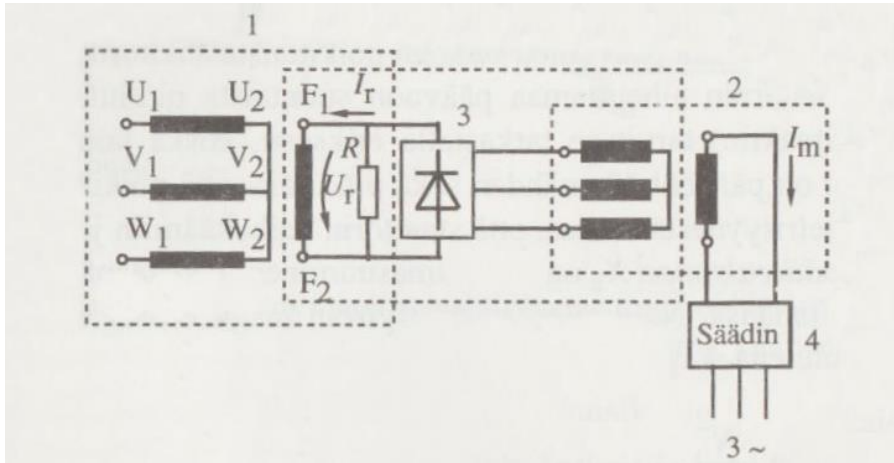 1
U₁ U₂ F₁ Iᵣ 2
V₁ V₂ R 3 Iₘ
Uᵣ
W₁ W₂
F₂
Säädin 4
3 ~